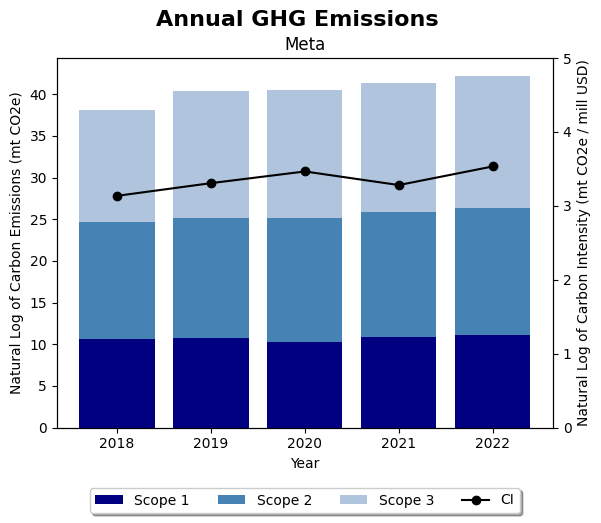 Annual GHG Emissions
Meta
Natural Log of Carbon Emissions (mt CO2e)
40
35
30
25
20
15
10
5
0
5
4
3
2
1
0
Natural Log of Carbon Intensity (mt CO2e / mill USD)
2018 2019 2020 2021 2022
Year
Scope 1 Scope 2 Scope 3 CI